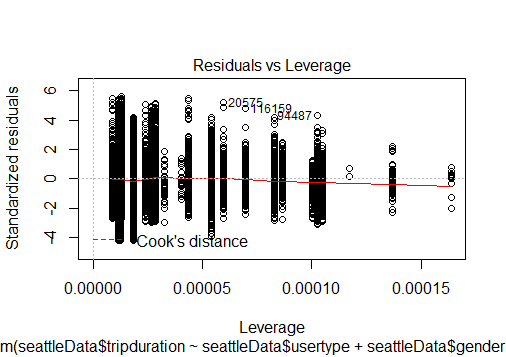 Residuals vs Leverage
Standardized residuals
6
4
2
0
-2
-4
20575
116159
94487
Cook's distance
0.00000
0.00005
0.00010
0.00015
Leverage
m(seattleData$tripduration ~ seattleData$usertype + seattleData$gender